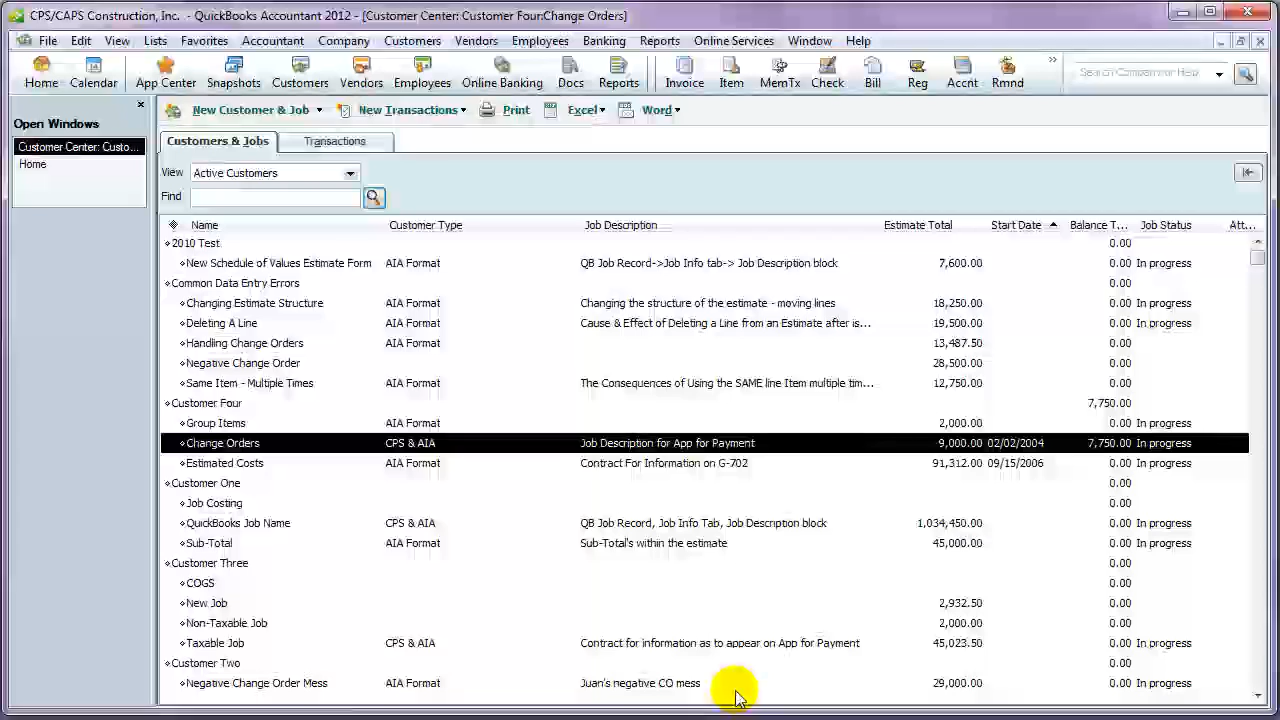 CPS/CAPS Construction, Inc. - QuickBooks Accountant 2012 - [Customer Center: Customer Four:Change Orders]
File Edit View Lists Favorites Accountant Company Customers Vendors Employees Banking Reports Online Services Window Help
Home Calendar App Center Snapshots Customers Vendors Employees Online Banking Docs Reports Invoice Item MemTx Check Bill Reg Accnt Rmnd Search Company or Help
Open Windows
Customer Center: Custo...
Home
New Customer & Job New Transactions Print Excel Word
Customers & Jobs Transactions
View Active Customers
Find
Name Customer Type Job Description Estimate Total Start Date Balance T... Job Status Att...
2010 Test 0.00
New Schedule of Values Estimate Form AIA Format QB Job Record->Job Info tab-> Job Description block 7,600.00 0.00 In progress
Common Data Entry Errors 0.00
Changing Estimate Structure AIA Format Changing the structure of the estimate - moving lines 18,250.00 0.00 In progress
Deleting A Line AIA Format Cause & Effect of Deleting a Line from an Estimate after is... 19,500.00 0.00 In progress
Handling Change Orders AIA Format 13,487.50 0.00
Negative Change Order 28,500.00 0.00
Same Item - Multiple Times AIA Format The Consequences of Using the SAME line Item multiple tim... 12,750.00 0.00
Customer Four 7,750.00
Group Items AIA Format 2,000.00 0.00 In progress
Change Orders CPS & AIA Job Description for App for Payment 9,000.00 02/02/2004 7,750.00 In progress
Estimated Costs AIA Format Contract For Information on G-702 91,312.00 09/15/2006 0.00 In progress
Customer One 0.00
Job Costing 0.00
QuickBooks Job Name CPS & AIA QB Job Record, Job Info Tab, Job Description block 1,034,450.00 0.00 In progress
Sub-Total AIA Format Sub-Total's within the estimate 45,000.00 0.00 In progress
Customer Three 0.00
COGS 0.00
New Job 2,932.50 0.00
Non-Taxable Job 2,000.00 0.00
Taxable Job CPS & AIA Contract for information as to appear on App for Payment 45,023.50 0.00 In progress
Customer Two 0.00
Negative Change Order Mess AIA Format Juan's negative CO mess 29,000.00 0.00 In progress